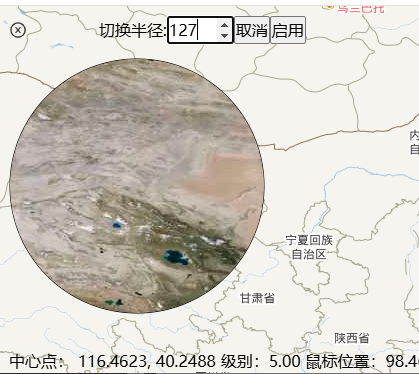 乌兰巴托
切换半径:127 取消 启用
内
自
宁夏回族
自治区
甘肃省
陕西省
中心点: 116.4623, 40.2488 级别: 5.00 鼠标位置: 98.4